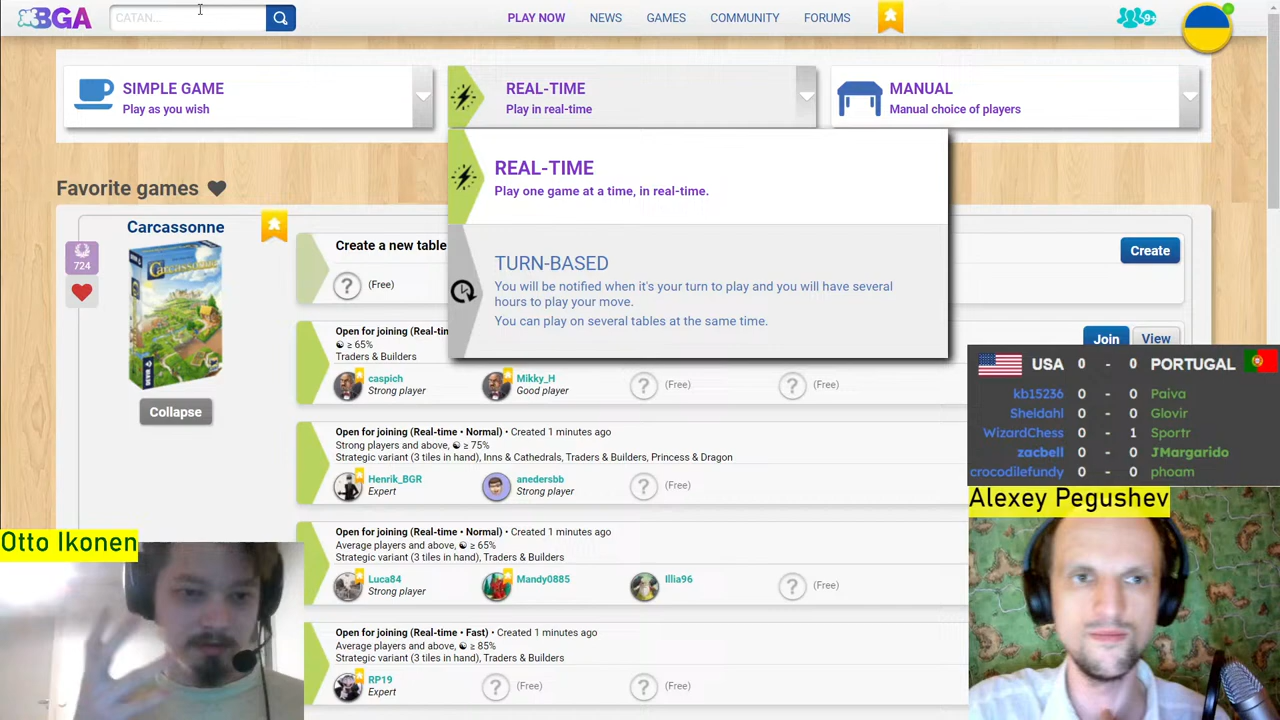 BGA
CATAN...
PLAY NOW
NEWS
GAMES
COMMUNITY
FORUMS
9+
SIMPLE GAME
Play as you wish
REAL-TIME
Play in real-time
MANUAL
Manual choice of players
REAL-TIME
Play one game at a time, in real-time.
TURN-BASED
You will be notified when it's your turn to play and you will have several
hours to play your move.
You can play on several tables at the same time.
Favorite games
Carcassonne
724
Carcassonne
DEVIR
Collapse
Create a new table
(Free)
Create
Open for joining (Real-tim
≥ 65%
Traders & Builders
Join
View
caspich
Strong player
Mikky_H
Good player
(Free)
(Free)
Open for joining (Real-time • Normal) • Created 1 minutes ago
Strong players and above, ≥ 75%
Strategic variant (3 tiles in hand), Inns & Cathedrals, Traders & Builders, Princess & Dragon
Henrik_BGR
Expert
anedersbb
Strong player
(Free)
Open for joining (Real-time • Normal) • Created 1 minutes ago
Average players and above, ≥ 65%
Strategic variant (3 tiles in hand), Traders & Builders
Luca84
Strong player
Mandy0885
Illia96
(Free)
Open for joining (Real-time • Fast) • Created 1 minutes ago
Average players and above, ≥ 85%
Strategic variant (3 tiles in hand), Traders & Builders
RP19
Expert
(Free)
(Free)
USA 0 - 0 PORTUGAL
kb15236 0 - 0 Paiva
Sheldahl 0 - 0 Glovir
WizardChess 0 - 1 Sportr
zacbell 0 - 0 JMargarido
crocodilefundy 0 - 0 phoam
Otto Ikonen
Alexey Pegushev